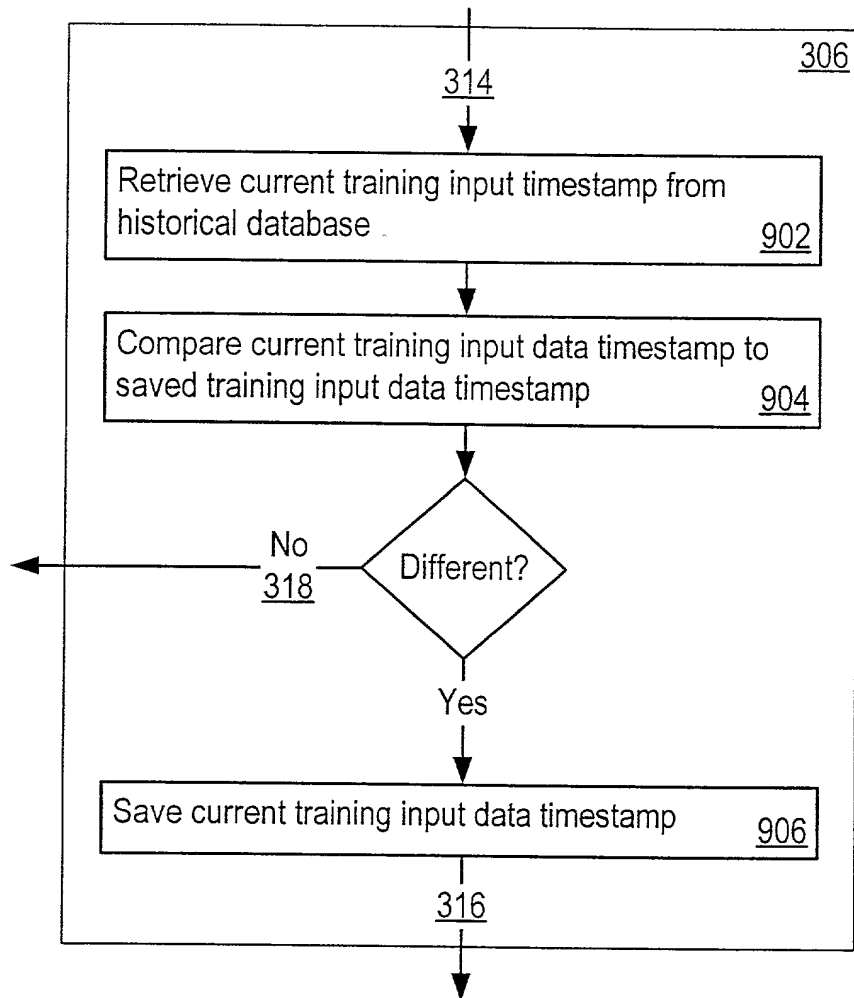 306
314
Retrieve current training input timestamp from
historical database
902
Compare current training input data timestamp to
saved training input data timestamp
904
No
318
Different?
Yes
Save current training input data timestamp
906
316